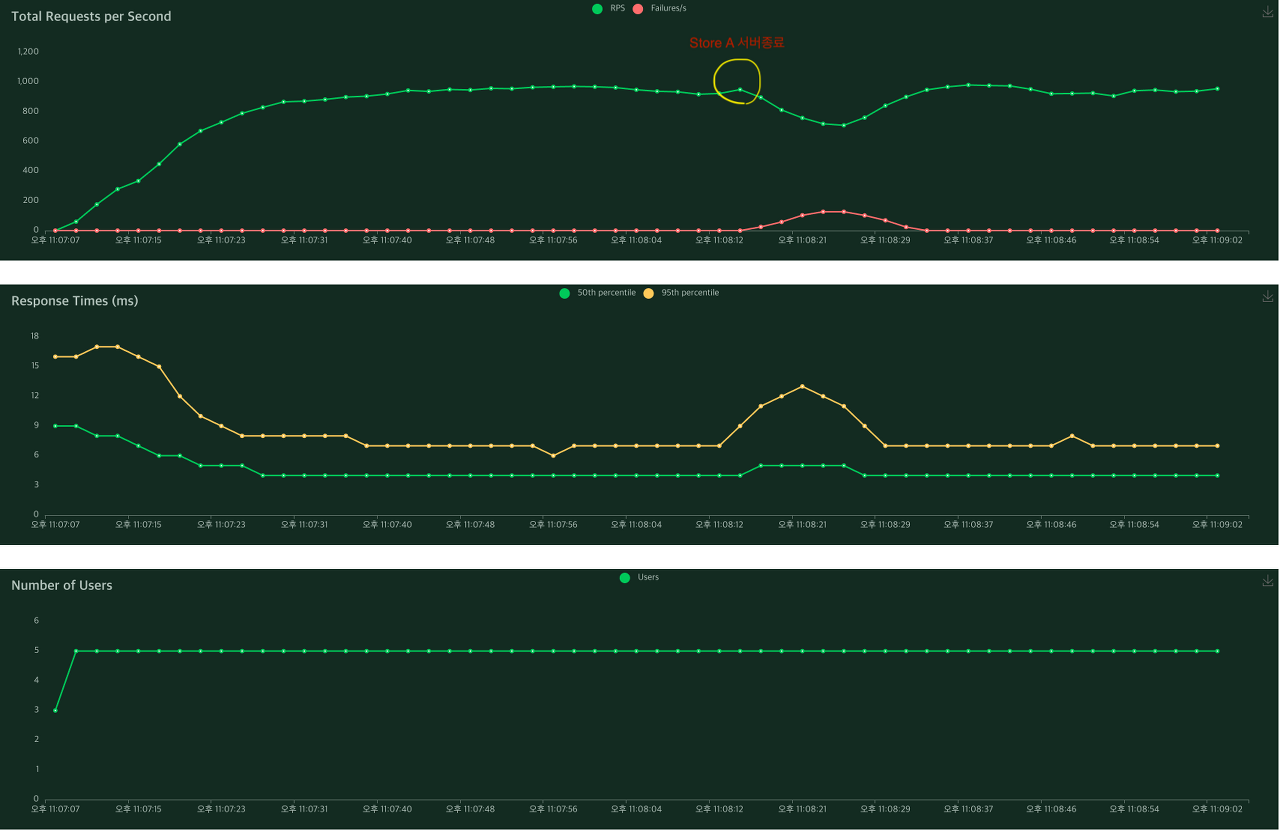 Total Requests per Second
RPS Failures/s
Store A 서버종료
1,200
1,000
800
600
400
200
0
오후 11:07:07 오후 11:07:15 오후 11:07:23 오후 11:07:31 오후 11:07:40 오후 11:07:48 오후 11:07:56 오후 11:08:04 오후 11:08:12 오후 11:08:21 오후 11:08:29 오후 11:08:37 오후 11:08:46 오후 11:08:54 오후 11:09:02
Response Times (ms)
50th percentile 95th percentile
18
15
12
9
6
3
0
오후 11:07:07 오후 11:07:15 오후 11:07:23 오후 11:07:31 오후 11:07:40 오후 11:07:48 오후 11:07:56 오후 11:08:04 오후 11:08:12 오후 11:08:21 오후 11:08:29 오후 11:08:37 오후 11:08:46 오후 11:08:54 오후 11:09:02
Number of Users
Users
6
5
4
3
2
1
0
오후 11:07:07 오후 11:07:15 오후 11:07:23 오후 11:07:31 오후 11:07:40 오후 11:07:48 오후 11:07:56 오후 11:08:04 오후 11:08:12 오후 11:08:21 오후 11:08:29 오후 11:08:37 오후 11:08:46 오후 11:08:54 오후 11:09:02